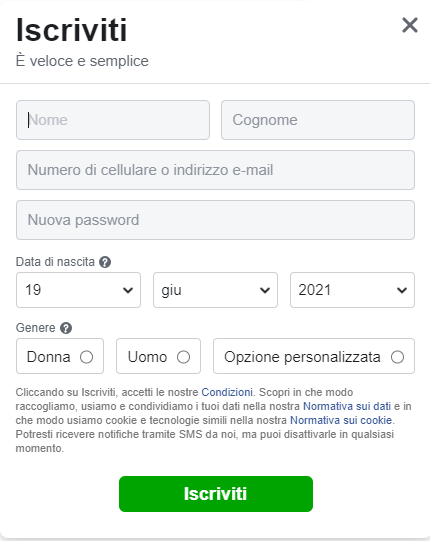 Iscriviti
È veloce e semplice
Nome Cognome
Numero di cellulare o indirizzo e-mail
Nuova password
Data di nascita
19 giu 2021
Genere
Donna Uomo Opzione personalizzata
Cliccando su Iscriviti, accetti le nostre Condizioni. Scopri in che modo
raccogliamo, usiamo e condividiamo i tuoi dati nella nostra Normativa sui dati e in
che modo usiamo cookie e tecnologie simili nella nostra Normativa sui cookie.
Potresti ricevere notifiche tramite SMS da noi, ma puoi disattivarle in qualsiasi
momento.
Iscriviti